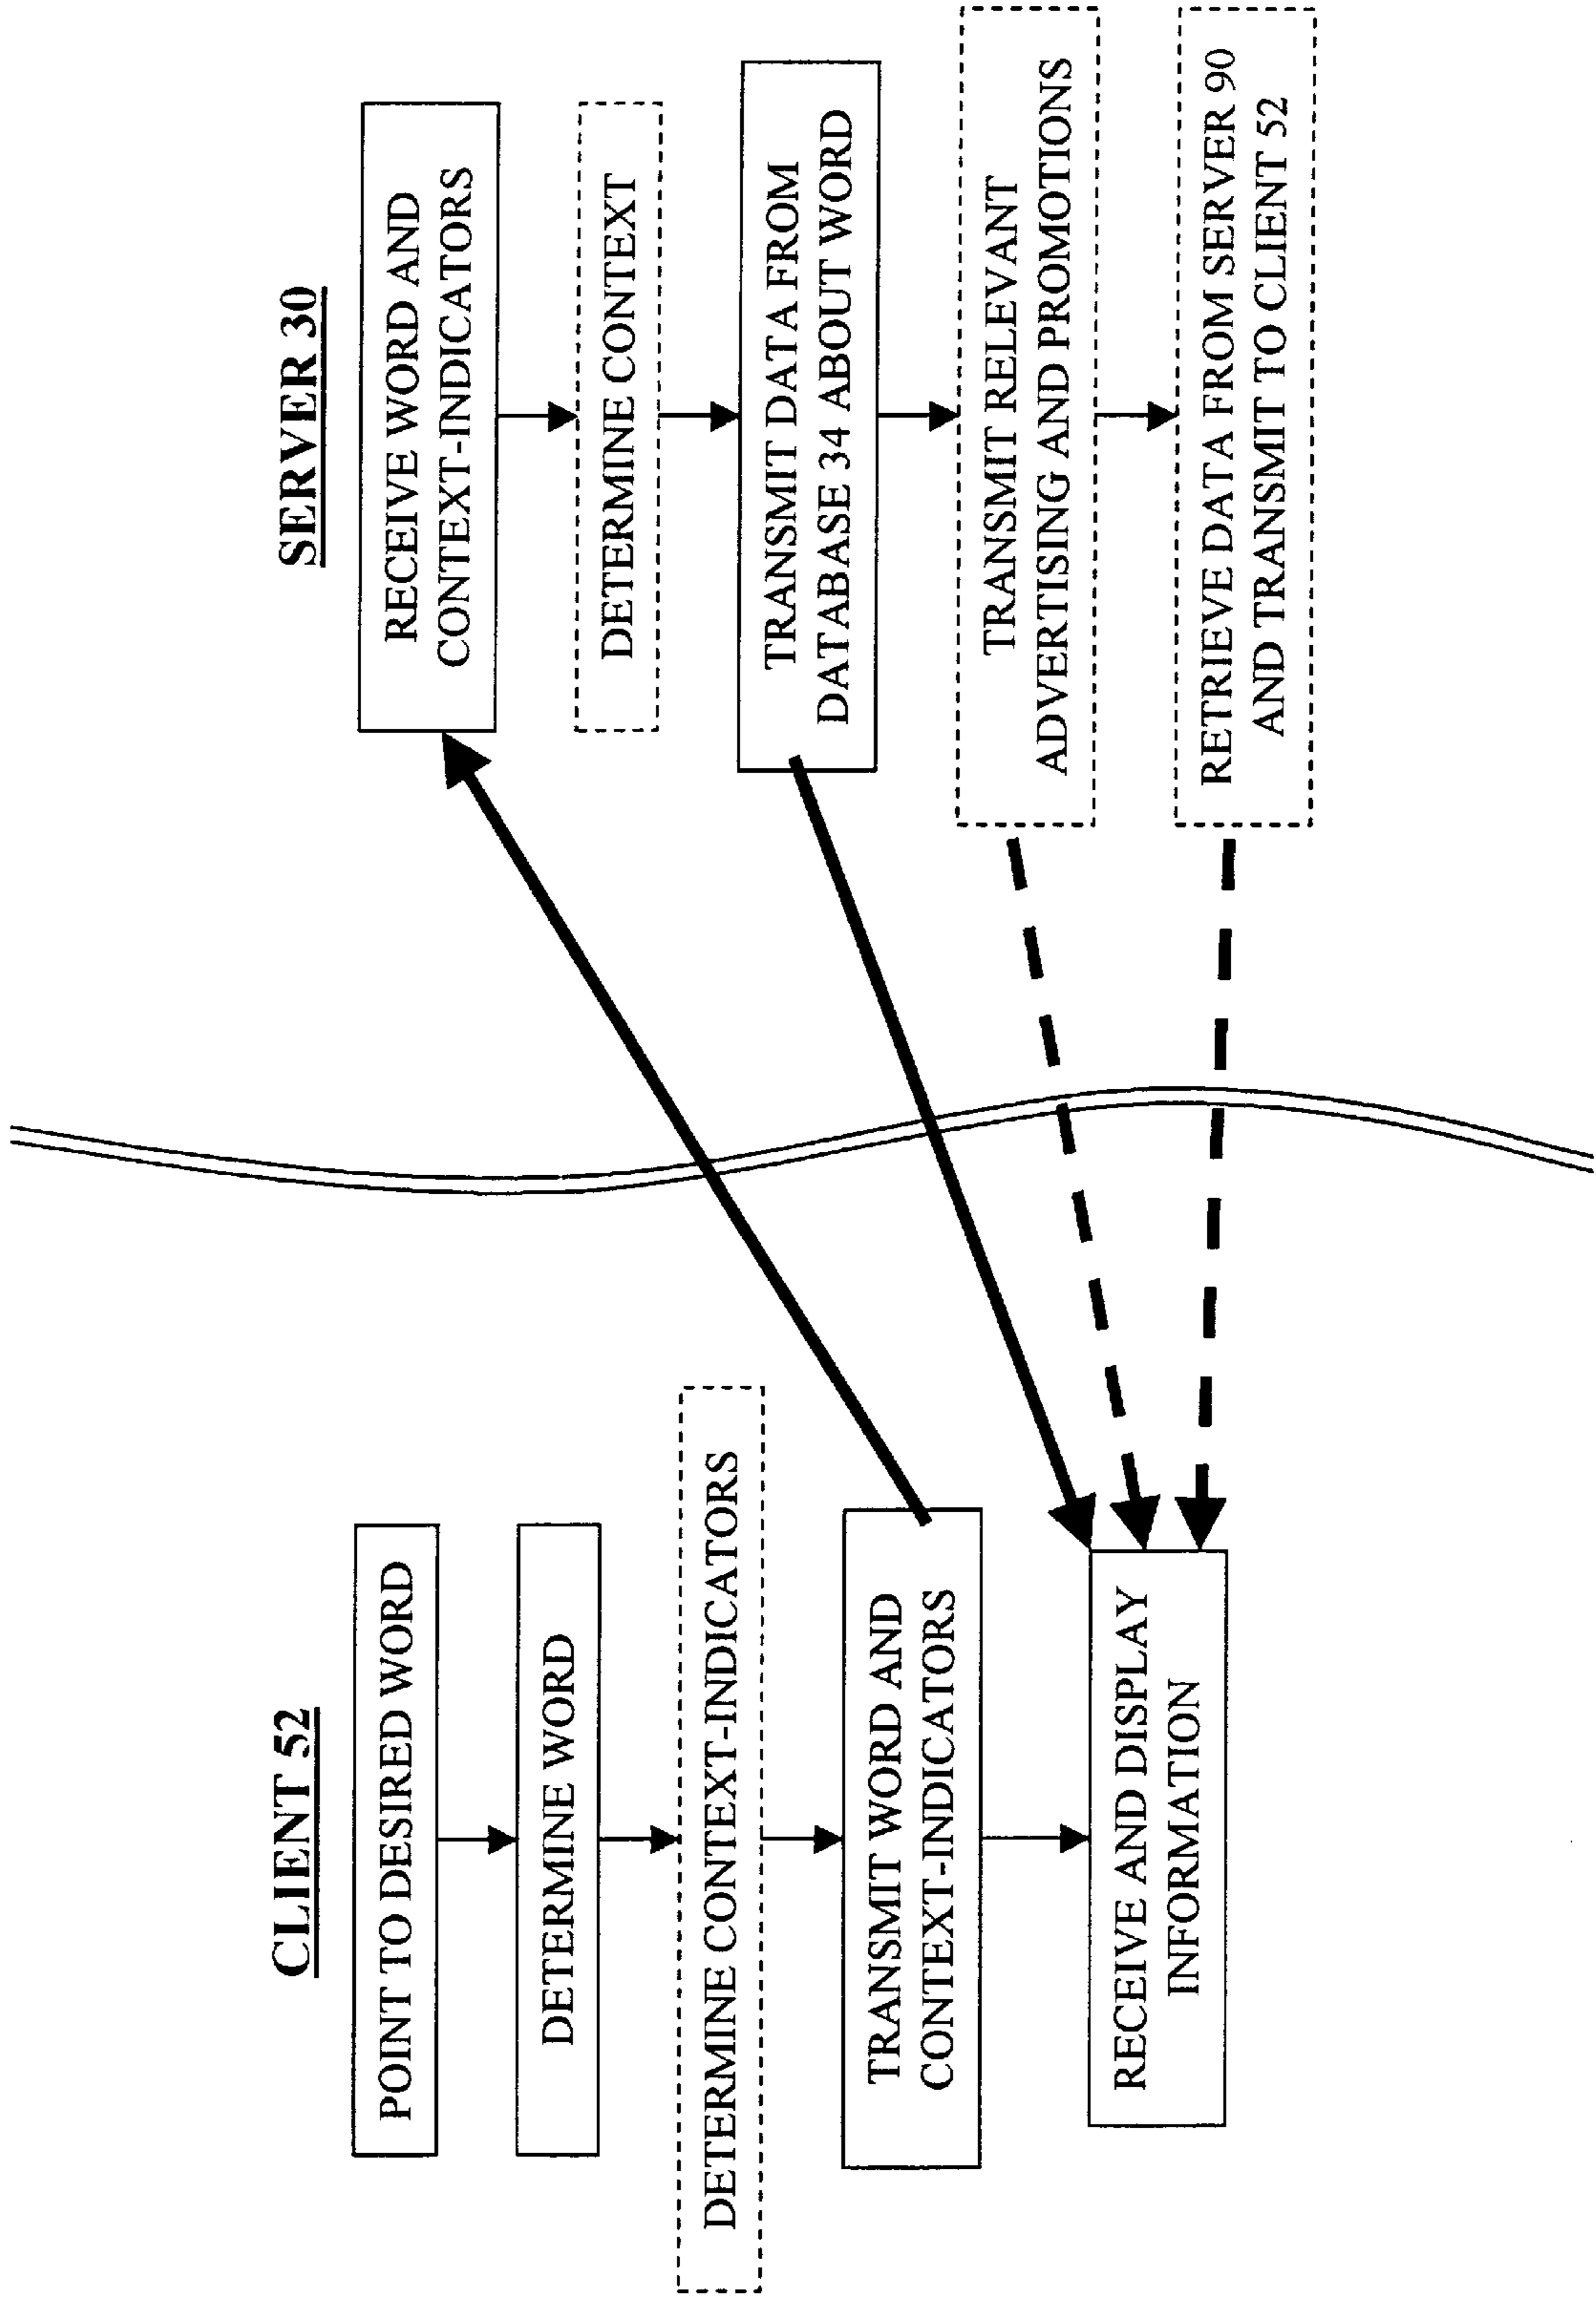 CLIENT 52
POINT TO DESIRED WORD
DETERMINE WORD
DETERMINE CONTEXT-INDICATORS
TRANSMIT WORD AND
CONTEXT-INDICATORS
RECEIVE AND DISPLAY
INFORMATION
SERVER 30
RECEIVE WORD AND
CONTEXT-INDICATORS
DETERMINE CONTEXT
TRANSMIT DATA FROM
DATABASE 34 ABOUT WORD
TRANSMIT RELEVANT
ADVERTISING AND PROMOTIONS
RETRIEVE DATA FROM SERVER 90
AND TRANSMIT TO CLIENT 52